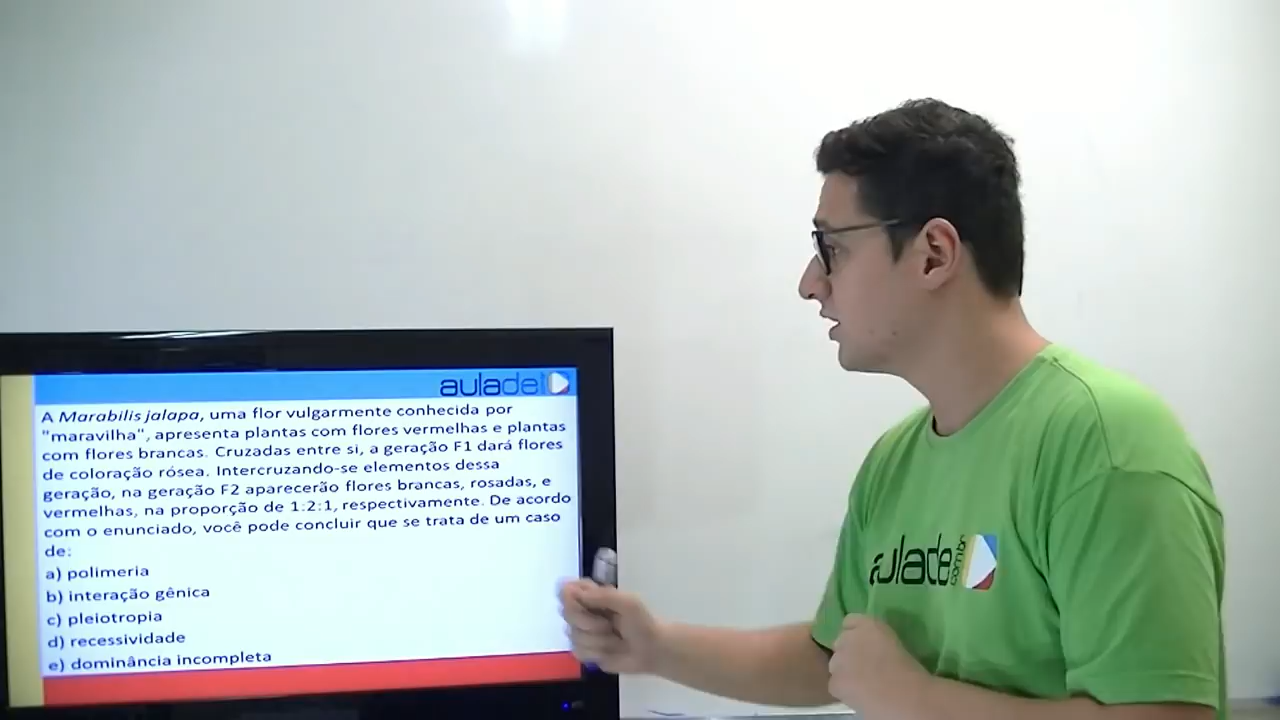 aulade
A Marabilis jalapa, uma flor vulgarmente conhecida por
"maravilha", apresenta plantas com flores vermelhas e plantas
com flores brancas. Cruzadas entre si, a geração F1 dará flores
de coloração rósea. Intercruzando-se elementos dessa
geração, na geração F2 aparecerão flores brancas, rosadas, e
vermelhas, na proporção de 1:2:1, respectivamente. De acordo
com o enunciado, você pode concluir que se trata de um caso
de:
a) polimeria
b) interação gênica
c) pleiotropia
d) recessividade
e) dominância incompleta
aulade
com.br